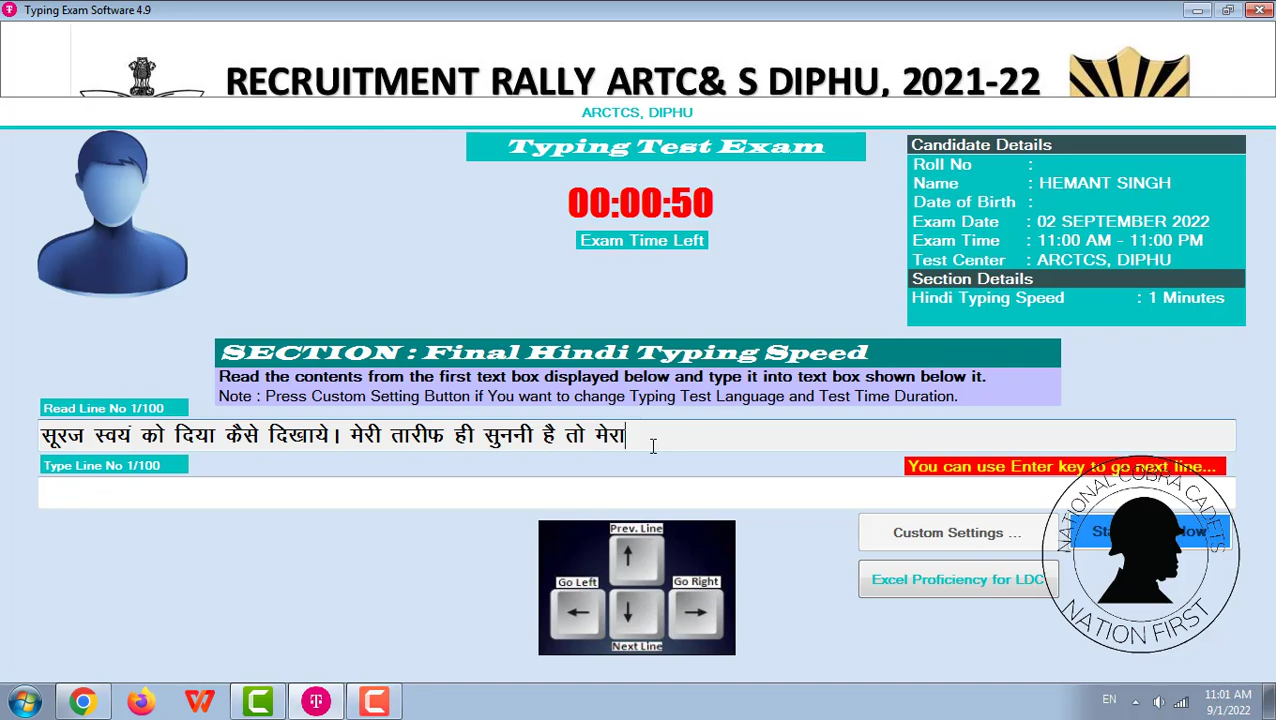 Typing Exam Software 4.9
RECRUITMENT RALLY ARTC& S DIPHU, 2021-22
ARCTCS, DIPHU
Typing Test Exam
00:00:50
Exam Time Left
Candidate Details
Roll No :
Name : HEMANT SINGH
Date of Birth :
Exam Date : 02 SEPTEMBER 2022
Exam Time : 11:00 AM - 11:00 PM
Test Center : ARCTCS, DIPHU
Section Details
Hindi Typing Speed : 1 Minutes
SECTION : Final Hindi Typing Speed
Read the contents from the first text box displayed below and type it into text box shown below it.
Note : Press Custom Setting Button if You want to change Typing Test Language and Test Time Duration.
Read Line No 1/100
सूरज स्वयं को दिया कैसे दिखाये। मेरी तारीफ ही सुननी है तो मेरा
Type Line No 1/100
You can use Enter key to go next line...
Prev. Line
Go Left
Go Right
Next Line
Custom Settings ...
Excel Proficiency for LDC
NATIONAL COBRA CADETS
NATION FIRST
EN
11:01 AM
9/1/2022